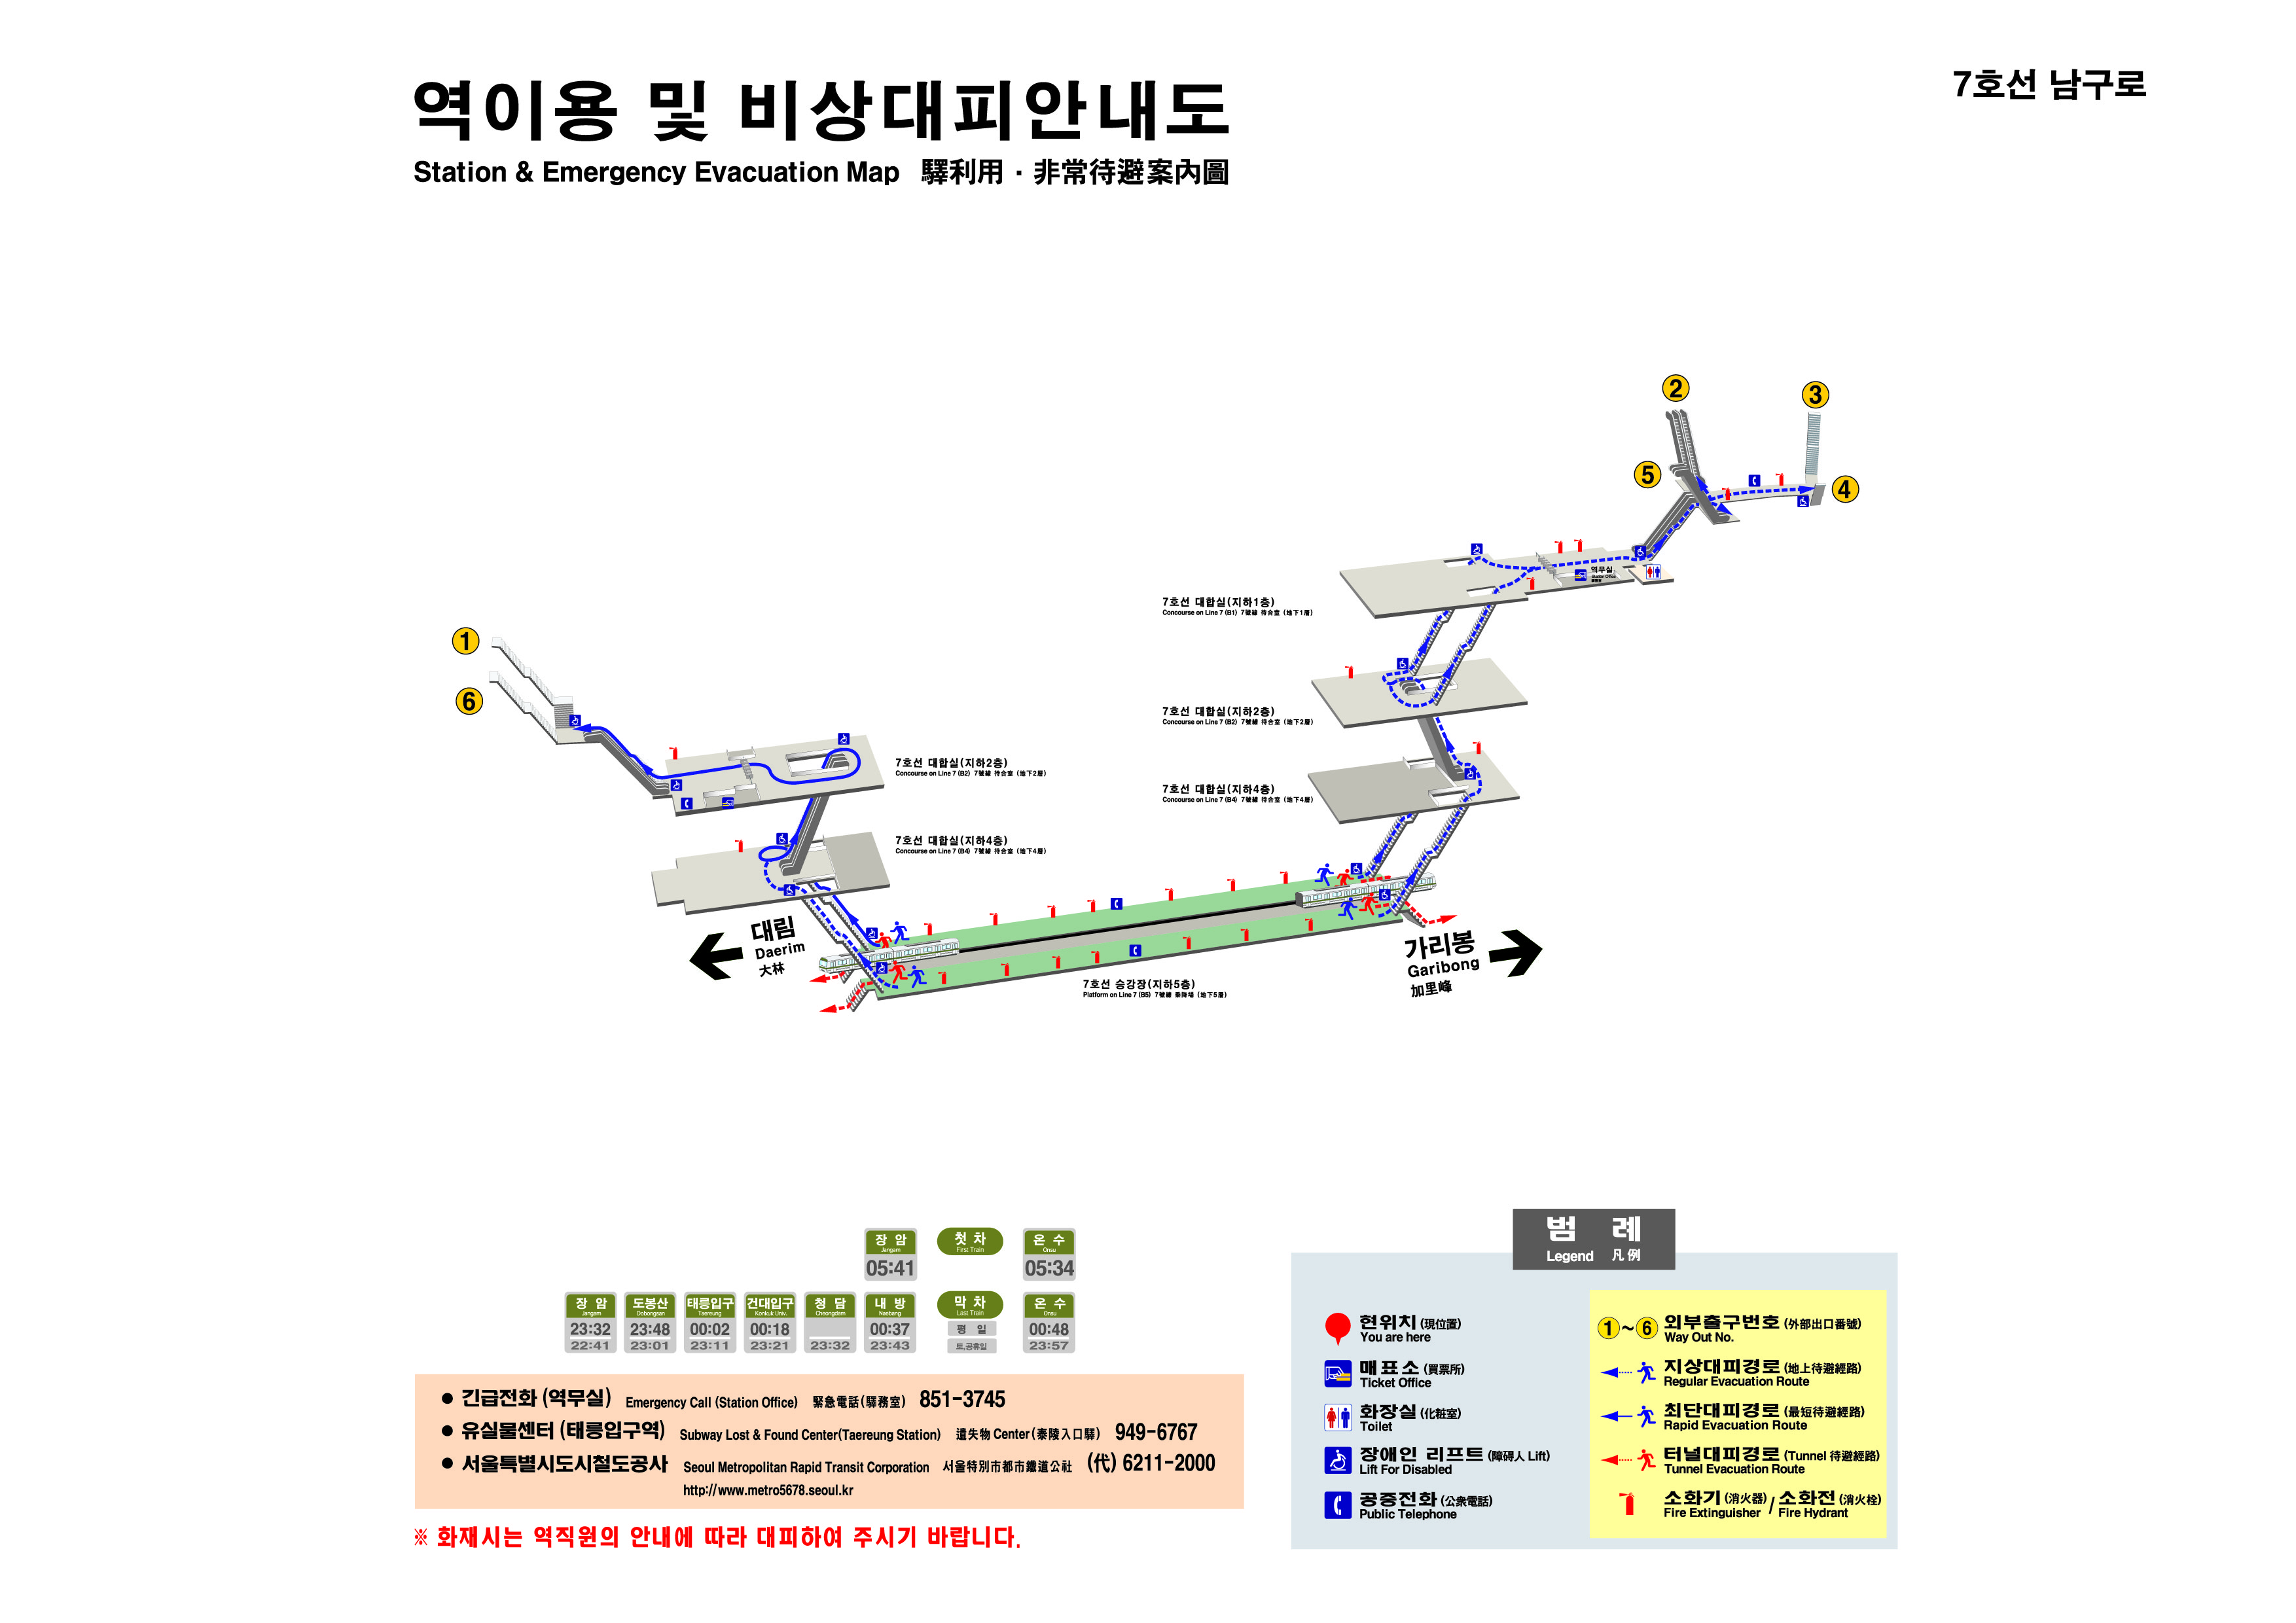 역이용 및 비상대피안내도
Station & Emergency Evacuation Map 驛利用 · 非常待避案內圖
7호선 남구로
2
3
5
4
역무실
Station Office
7호선 대합실(지하1층)
Concourse on Line 7 (B1) 7號線 待合室 (地下1層)
1
6
7호선 대합실(지하2층)
Concourse on Line 7 (B2) 7號線 待合室 (地下2層)
7호선 대합실(지하2층)
Concourse on Line 7 (B2) 7號線 待合室 (地下2層)
7호선 대합실(지하4층)
Concourse on Line 7 (B4) 7號線 待合室 (地下4層)
7호선 대합실(지하4층)
Concourse on Line 7 (B4) 7號線 待合室 (地下4層)
대림
Daerim
大林
가리봉
Garibong
加里峰
7호선 승강장(지하5층)
Platform on Line 7 (B5) 7號線 乘降場 (地下5層)
장 암 첫 차 온 수
Jangam First Train Onsu
05:41 05:34
장 암 도봉산 태릉입구 건대입구 청 담 내 방 막 차 온 수
Jangam Dobongsan Taereung Konkuk Univ. Cheongdam Naebang Last Train Onsu
23:32 23:48 00:02 00:18 00:37 평 일 00:48
22:41 23:01 23:11 23:21 23:32 23:43 토,공휴일 23:57
● 긴급전화 (역무실) Emergency Call (Station Office) 緊急電話(驛務室) 851-3745
● 유실물센터 (태릉입구역) Subway Lost & Found Center(Taereung Station) 遺失物 Center(泰陵入口驛) 949-6767
● 서울특별시도시철도공사 Seoul Metropolitan Rapid Transit Corporation 서울特別市都市鐵道公社 (代) 6211-2000
http://www.metro5678.seoul.kr
※ 화재시는 역직원의 안내에 따라 대피하여 주시기 바랍니다.
범 례
Legend 凡例
현위치 (現位置)
You are here
매표소 (買票所)
Ticket Office
화장실 (化粧室)
Toilet
장애인 리프트 (障碍人 Lift)
Lift For Disabled
공중전화 (公衆電話)
Public Telephone
1 ~ 6 외부출구번호 (外部出口番號)
Way Out No.
지상대피경로 (地上待避經路)
Regular Evacuation Route
최단대피경로 (最短待避經路)
Rapid Evacuation Route
터널대피경로 (Tunnel 待避經路)
Tunnel Evacuation Route
소화기 (消火器) / 소화전 (消火栓)
Fire Extinguisher / Fire Hydrant